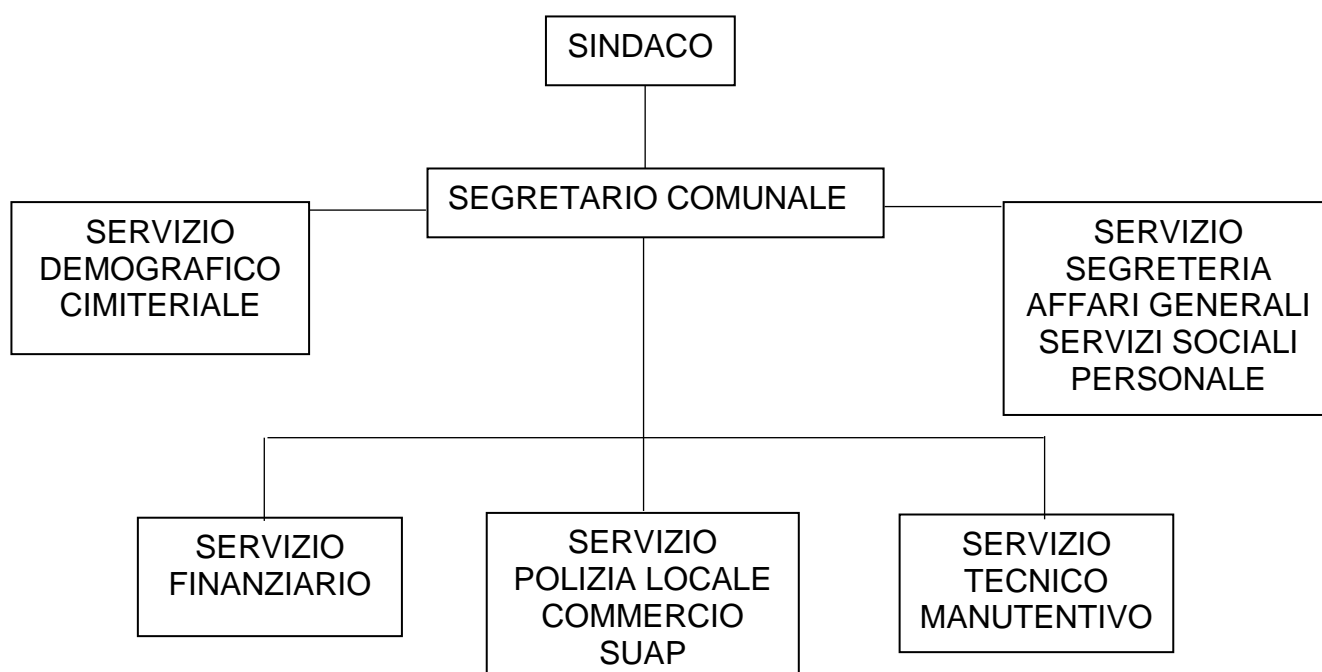 SINDACO
SEGRETARIO COMUNALE
SERVIZIO
DEMOGRAFICO
CIMITERIALE
SERVIZIO
SEGRETERIA
AFFARI GENERALI
SERVIZI SOCIALI
PERSONALE
SERVIZIO
FINANZIARIO
SERVIZIO
POLIZIA LOCALE
COMMERCIO
SUAP
SERVIZIO
TECNICO
MANUTENTIVO